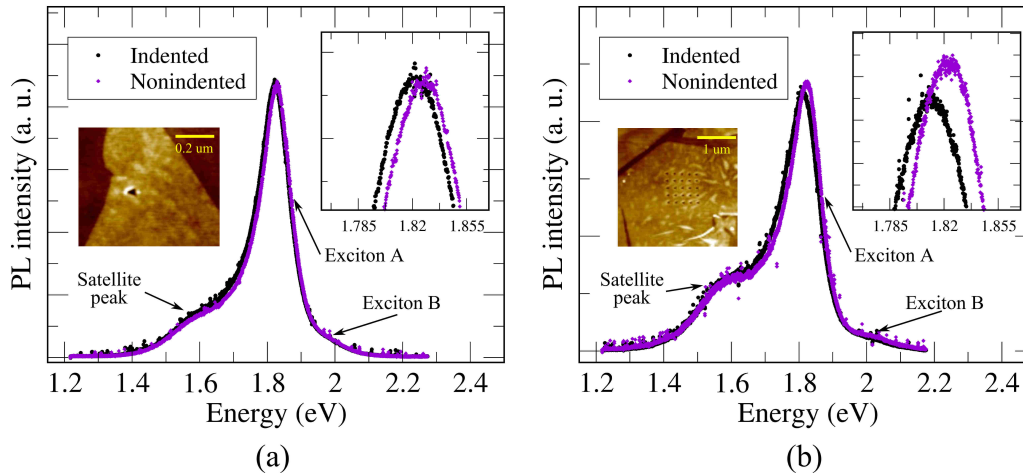 Indented
Nonindented
0.2 um
1.785
1.82
1.855
Exciton A
Satellite
peak
Exciton B
PL intensity (a. u.)
1.2
1.4
1.6
1.8
2
2.2
2.4
Energy (eV)
(a)
Indented
Nonindented
1 um
1.785
1.82
1.855
Exciton A
Satellite
peak
Exciton B
PL intensity (a. u.)
1.2
1.4
1.6
1.8
2
2.2
2.4
Energy (eV)
(b)